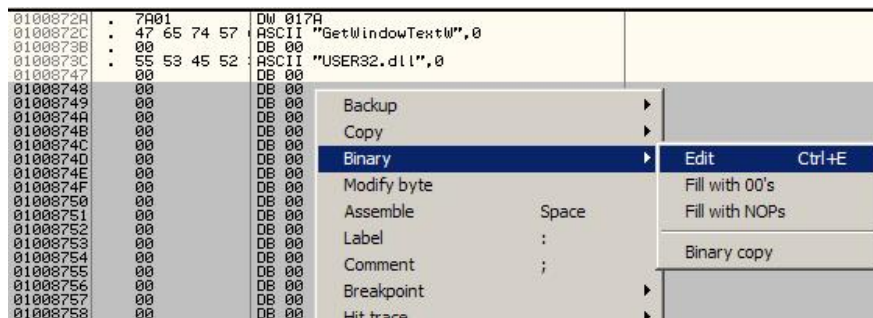 0100872A . 7A01 DW 017A
0100872C . 47 65 74 57 ASCII "GetWindowTextW",0
0100873B . 00 DB 00
0100873C . 55 53 45 52 ASCII "USER32.dll",0
01008747 00 DB 00
01008748 00 DB 00
01008749 00 DB 00
0100874A 00 DB 00
0100874B 00 DB 00
0100874C 00 DB 00
0100874D 00 DB 00
0100874E 00 DB 00
0100874F 00 DB 00
01008750 00 DB 00
01008751 00 DB 00
01008752 00 DB 00
01008753 00 DB 00
01008754 00 DB 00
01008755 00 DB 00
01008756 00 DB 00
01008757 00 DB 00
01008758 00 DB 00
Backup
Copy
Binary
Modify byte
Assemble Space
Label :
Comment ;
Breakpoint
Hit trace
Edit Ctrl+E
Fill with 00's
Fill with NOPs
Binary copy